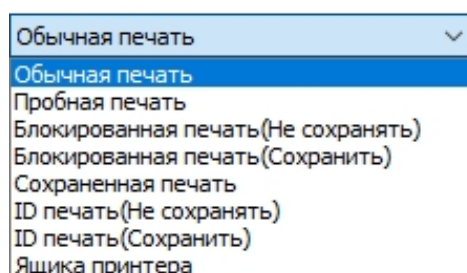 Обычная печать
Обычная печать
Пробная печать
Блокированная печать(Не сохранять)
Блокированная печать(Сохранить)
Сохраненная печать
ID печать(Не сохранять)
ID печать(Сохранить)
Ящика принтера